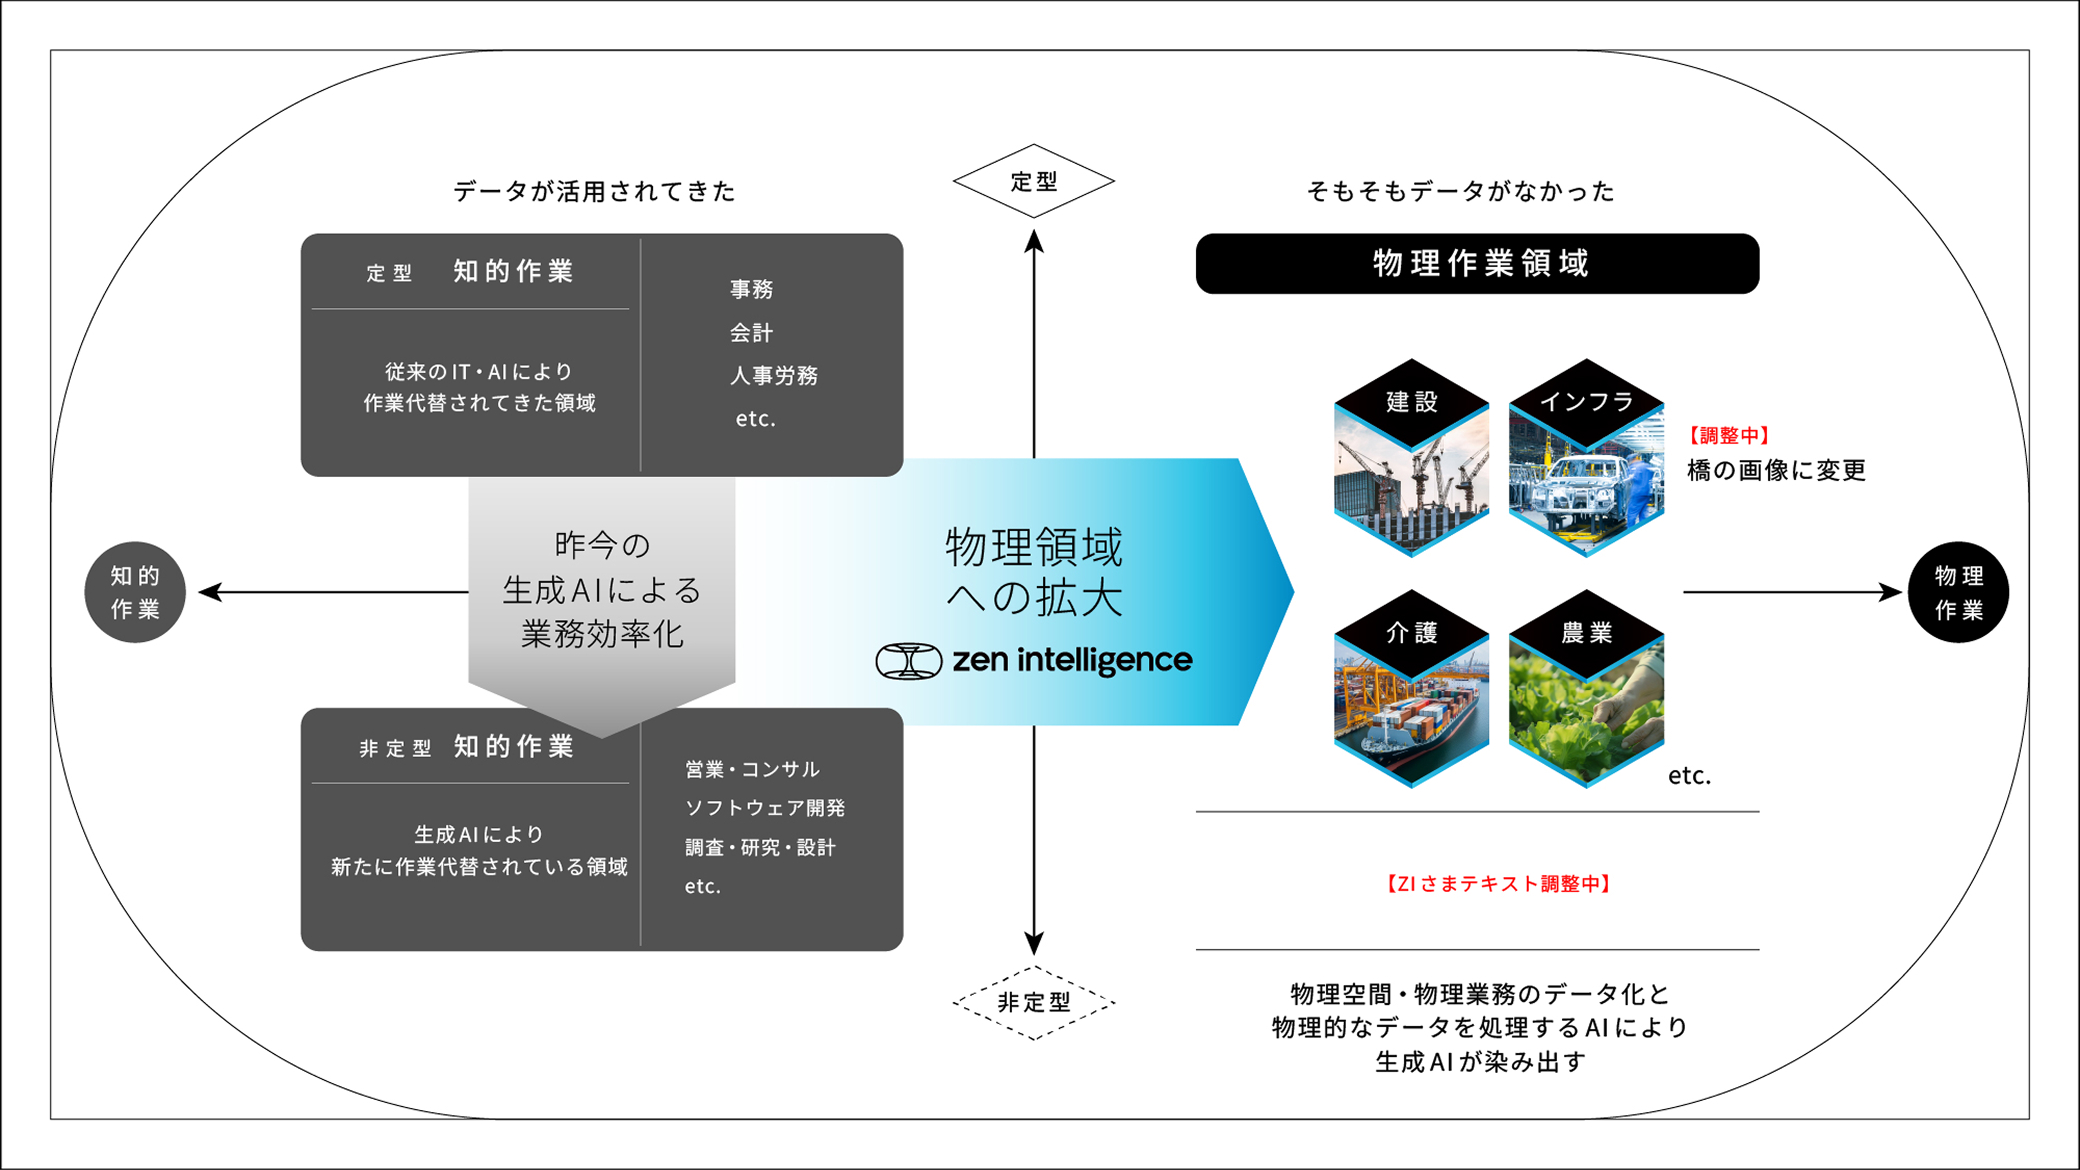 データが活用されてきた
定型
そもそもデータがなかった
定型 知的作業
従来のIT・AIにより
作業代替されてきた領域
事務
会計
人事労務
etc.
物理作業領域
建設
インフラ
【調整中】
橋の画像に変更
介護
農業
etc.
昨今の
生成AIによる
業務効率化
物理領域
への拡大
zen intelligence
知的
作業
物理
作業
非定型 知的作業
生成AIにより
新たに作業代替されている領域
営業・コンサル
ソフトウェア開発
調査・研究・設計
etc.
【ZIさまテキスト調整中】
非定型
物理空間・物理業務のデータ化と
物理的なデータを処理するAIにより
生成AIが染み出す